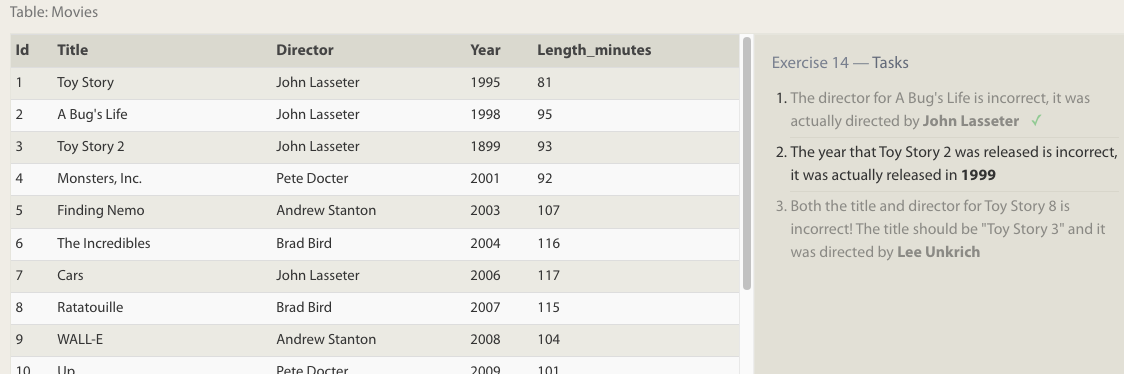 Table: Movies
Id Title Director Year Length_minutes
1 Toy Story John Lasseter 1995 81
2 A Bug's Life John Lasseter 1998 95
3 Toy Story 2 John Lasseter 1899 93
4 Monsters, Inc. Pete Docter 2001 92
5 Finding Nemo Andrew Stanton 2003 107
6 The Incredibles Brad Bird 2004 116
7 Cars John Lasseter 2006 117
8 Ratatouille Brad Bird 2007 115
9 WALL-E Andrew Stanton 2008 104
10 Up Pete Docter 2009 101
Exercise 14 — Tasks
1. The director for A Bug's Life is incorrect, it was
actually directed by John Lasseter ✓
2. The year that Toy Story 2 was released is incorrect,
it was actually released in 1999
3. Both the title and director for Toy Story 8 is
incorrect! The title should be "Toy Story 3" and it
was directed by Lee Unkrich